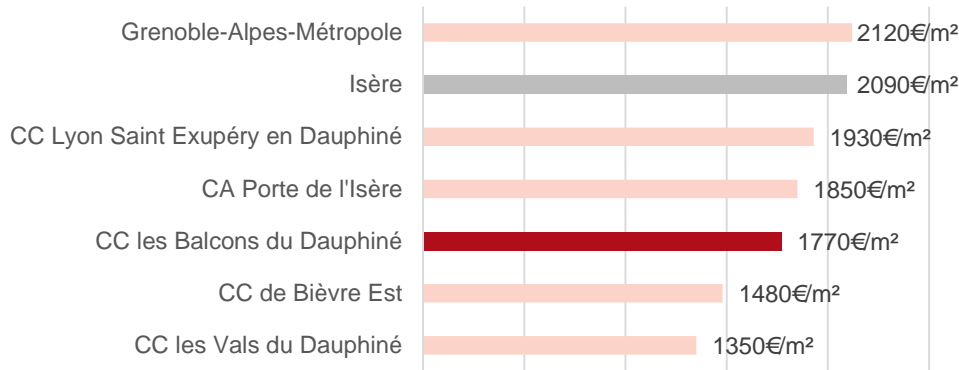 Grenoble-Alpes-Métropole 2120€/m²
Isère 2090€/m²
CC Lyon Saint Exupéry en Dauphiné 1930€/m²
CA Porte de l'Isère 1850€/m²
CC les Balcons du Dauphiné 1770€/m²
CC de Bièvre Est 1480€/m²
CC les Vals du Dauphiné 1350€/m²